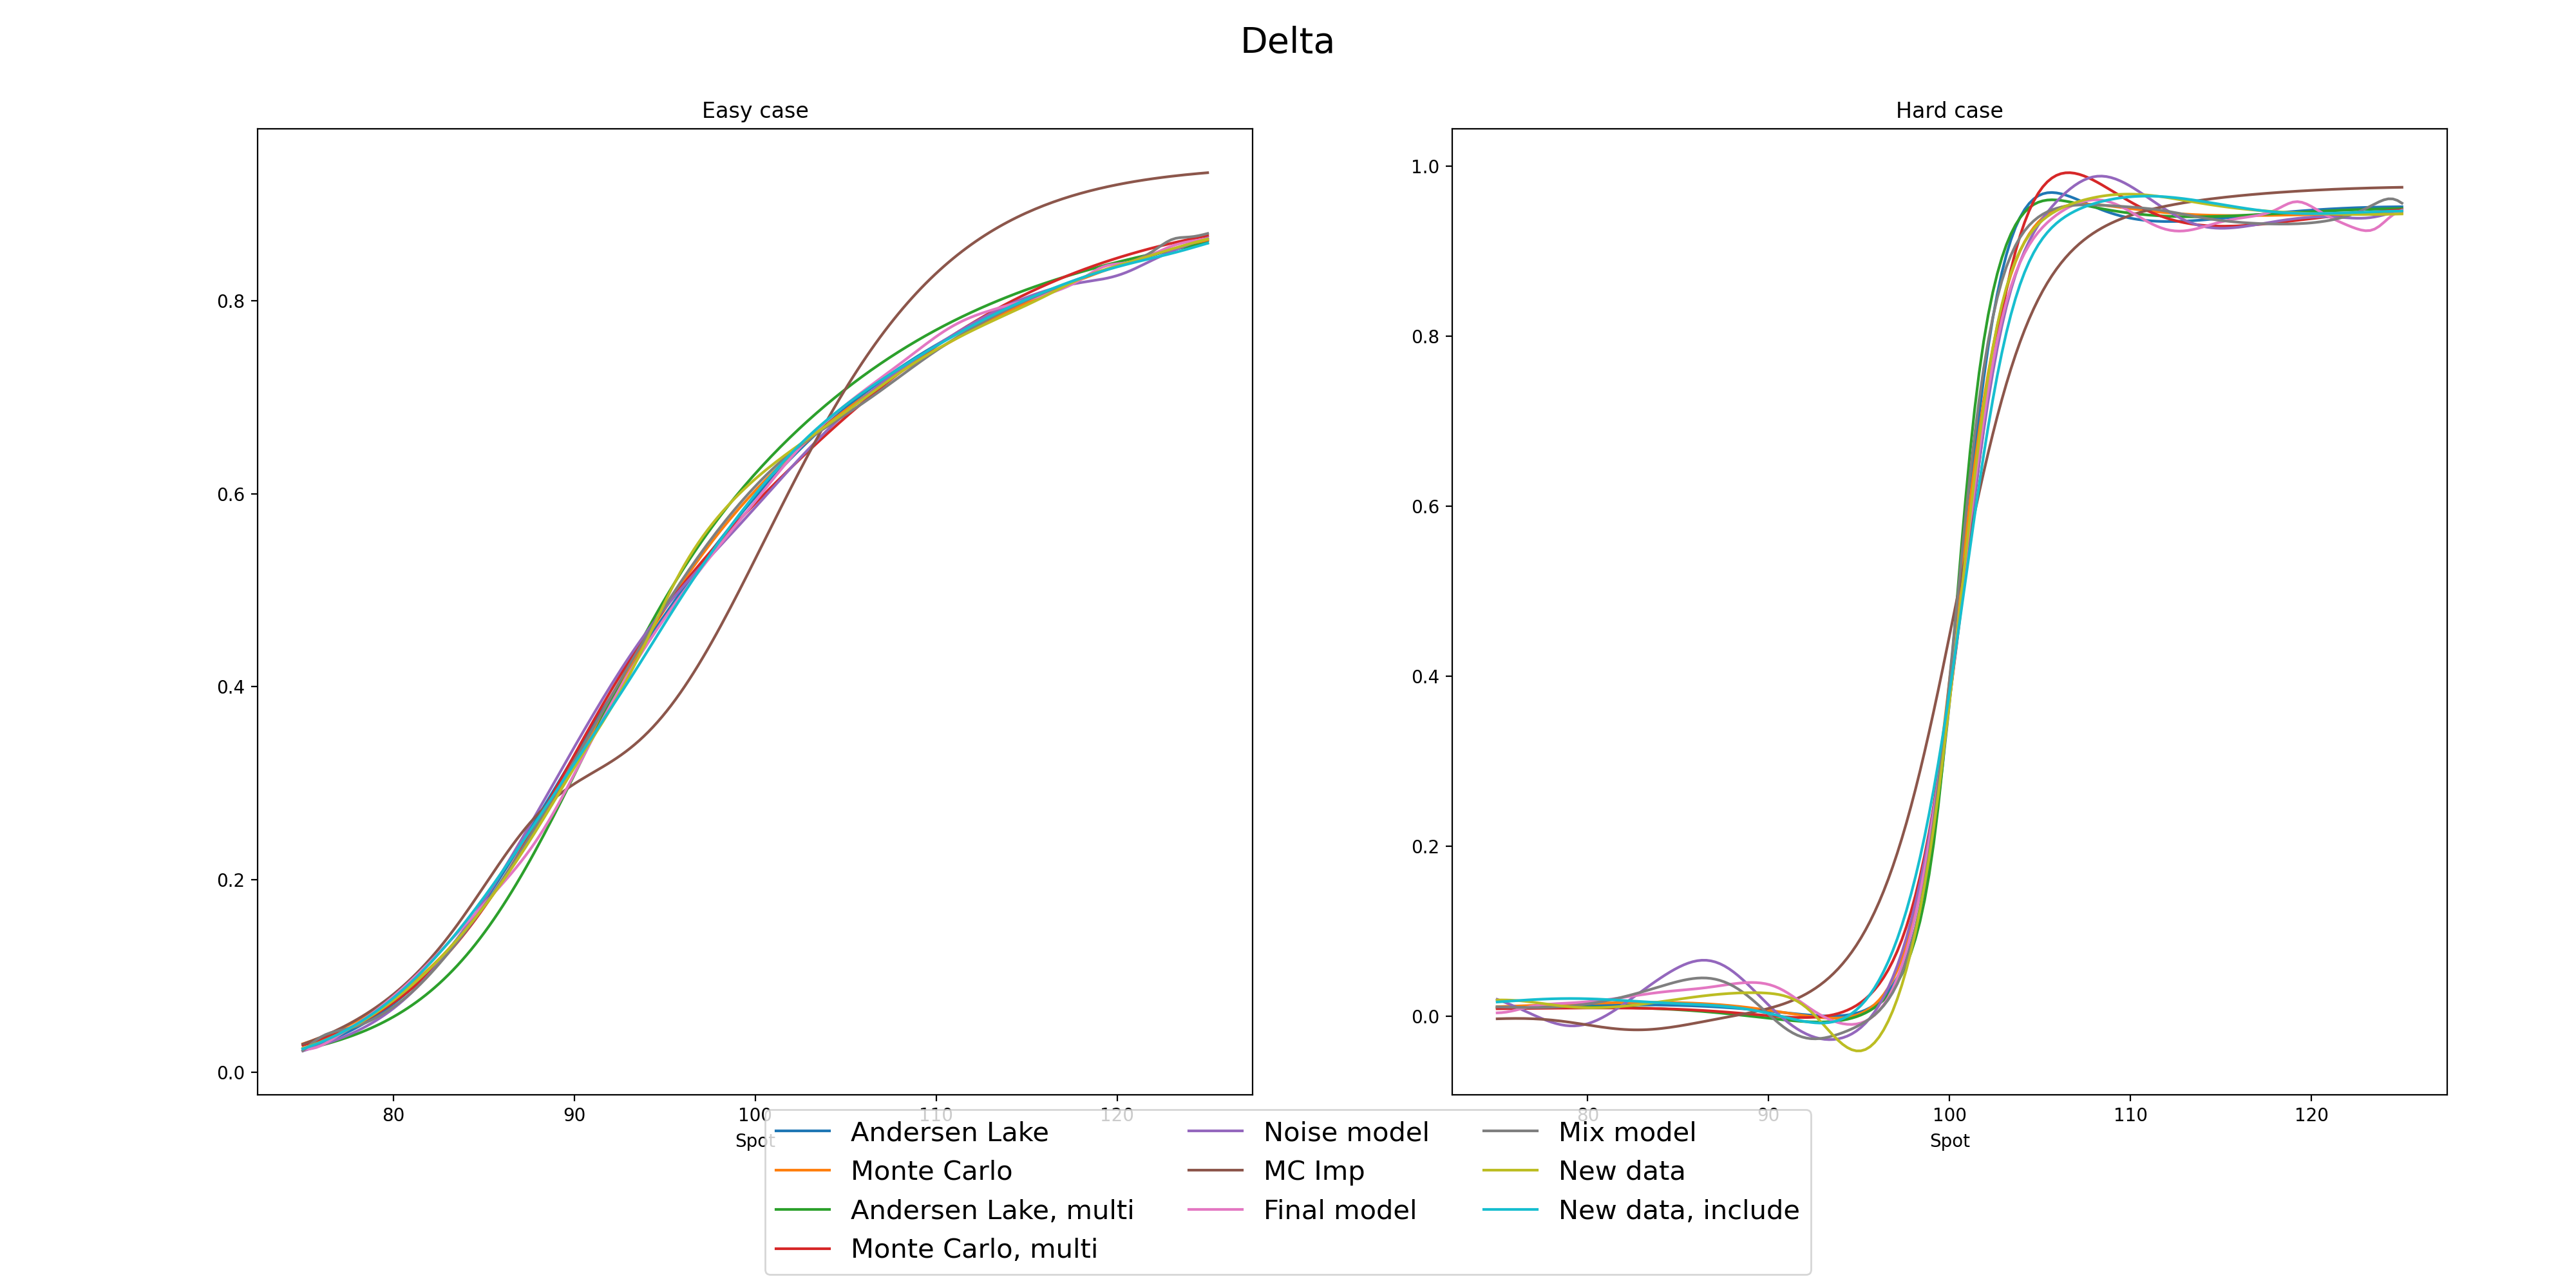 Delta
Easy case
0.8
0.6
0.4
0.2
0.0
80 90 100 110 120
Spot
Hard case
1.0
0.8
0.6
0.4
0.2
0.0
80 90 100 110 120
Spot
Andersen Lake
Monte Carlo
Andersen Lake, multi
Monte Carlo, multi
Noise model
MC Imp
Final model
Mix model
New data
New data, include